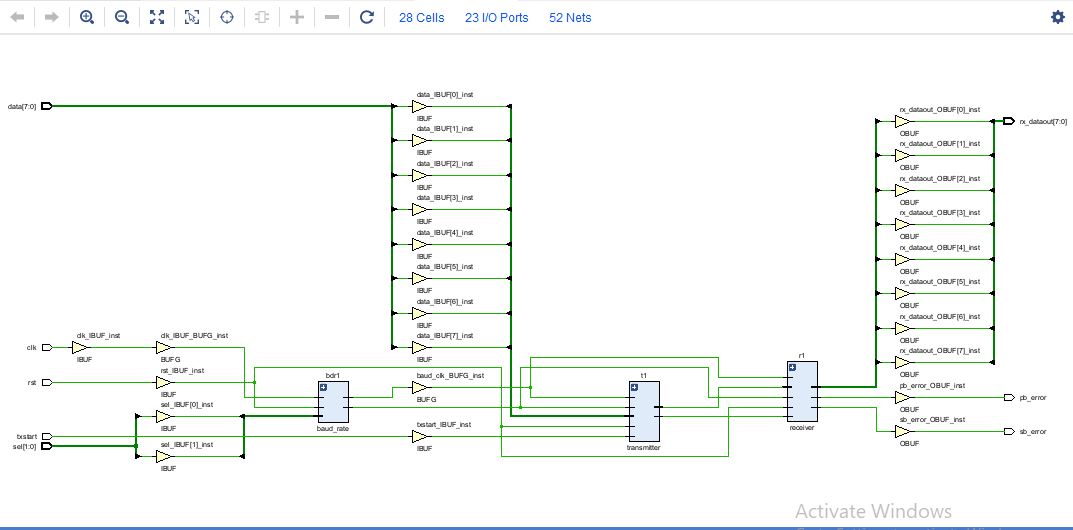 28 Cells 23 I/O Ports 52 Nets
data[7:0]
data_IBUF[0]_inst
IBUF
data_IBUF[1]_inst
IBUF
data_IBUF[2]_inst
IBUF
data_IBUF[3]_inst
IBUF
data_IBUF[4]_inst
IBUF
data_IBUF[5]_inst
IBUF
data_IBUF[6]_inst
IBUF
data_IBUF[7]_inst
IBUF
rx_dataout_OBUF[0]_inst
OBUF
rx_dataout[7:0]
rx_dataout_OBUF[1]_inst
OBUF
rx_dataout_OBUF[2]_inst
OBUF
rx_dataout_OBUF[3]_inst
OBUF
rx_dataout_OBUF[4]_inst
OBUF
rx_dataout_OBUF[5]_inst
OBUF
rx_dataout_OBUF[6]_inst
OBUF
rx_dataout_OBUF[7]_inst
OBUF
clk
clk_IBUF_inst
IBUF
clk_IBUF_BUFG_inst
BUFG
rst
rst_IBUF_inst
IBUF
sel_IBUF[0]_inst
IBUF
txstart
sel[1:0]
sel_IBUF[1]_inst
IBUF
bdr1
baud_rate
baud_clk_BUFG_inst
BUFG
txstart_IBUF_inst
IBUF
t1
transmitter
r1
receiver
pb_error_OBUF_inst
OBUF
pb_error
sb_error_OBUF_inst
OBUF
sb_error
Activate Windows